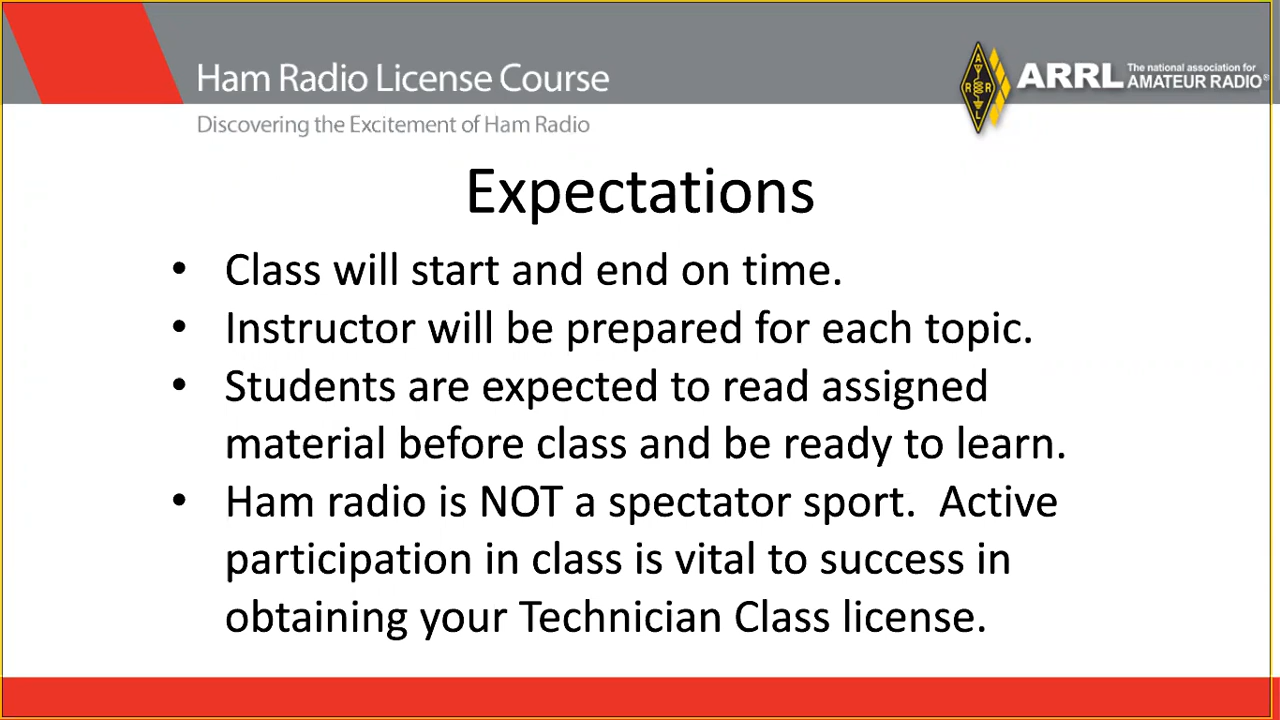 Ham Radio License Course
Discovering the Excitement of Ham Radio
A
R R
L
ARRL The national association for
AMATEUR RADIO®
Expectations
• Class will start and end on time.
• Instructor will be prepared for each topic.
• Students are expected to read assigned
material before class and be ready to learn.
• Ham radio is NOT a spectator sport.  Active
participation in class is vital to success in
obtaining your Technician Class license.